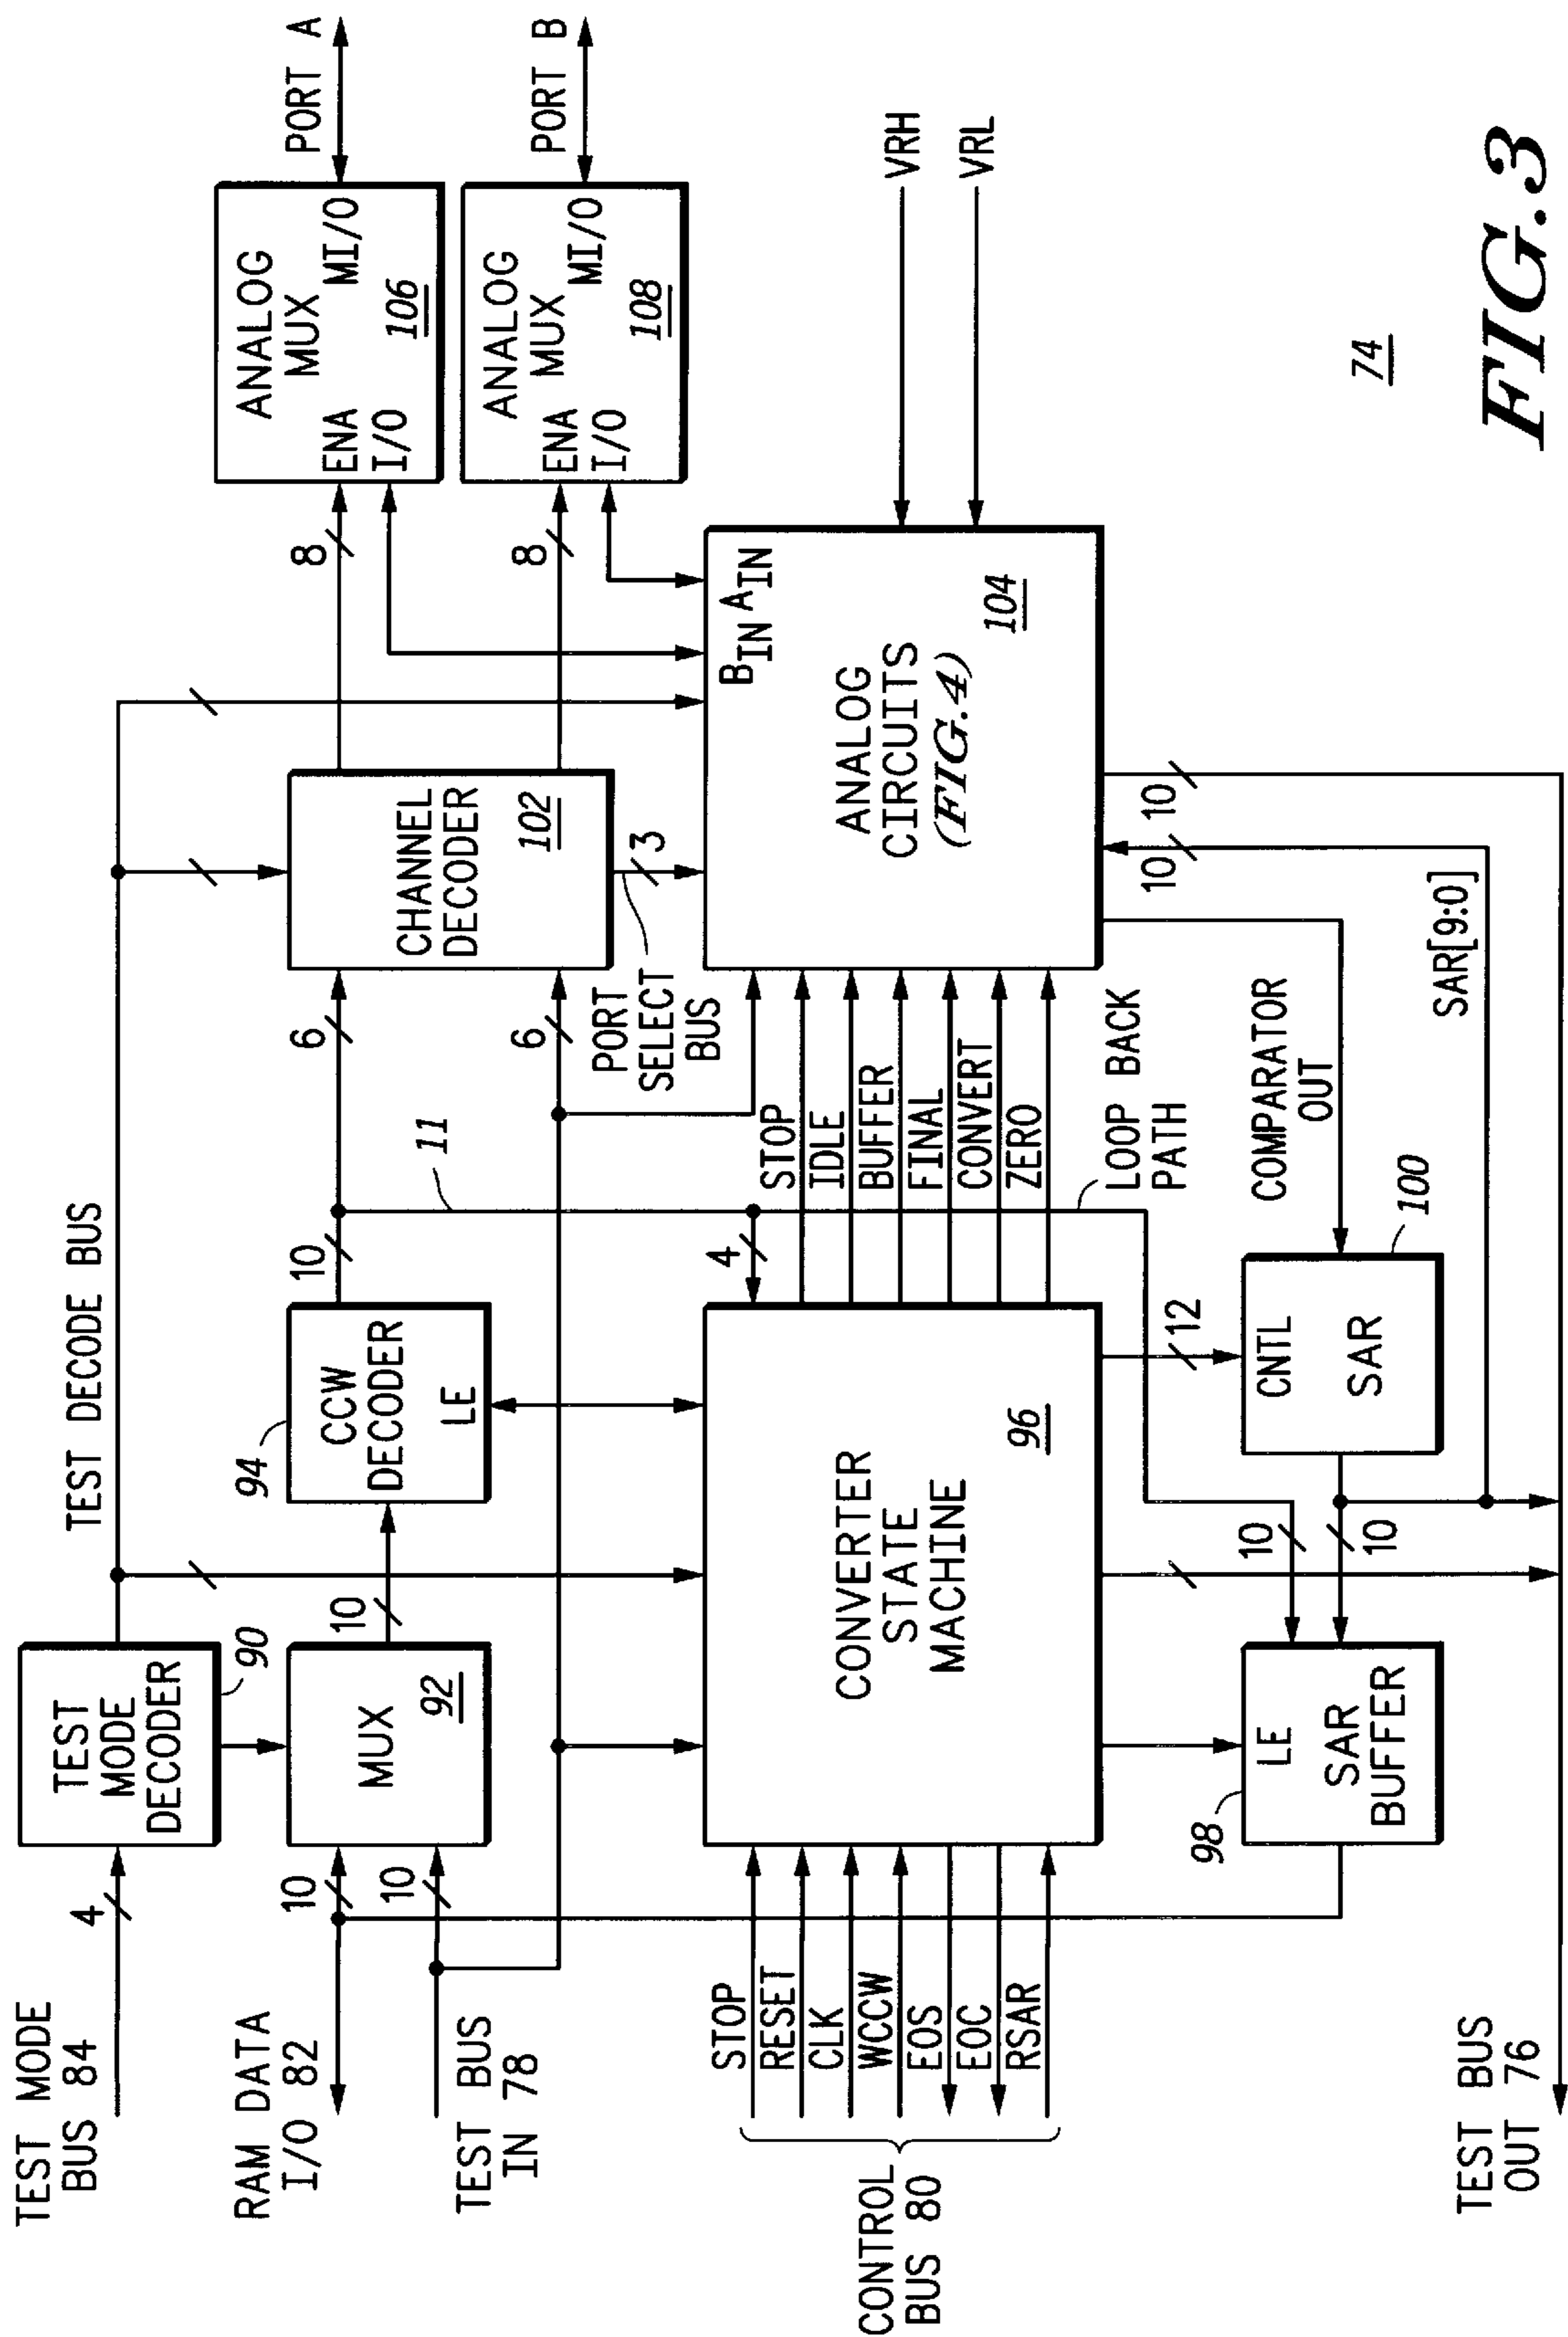 TEST MODE
BUS 84
4
TEST
MODE
DECODER
90
TEST DECODE BUS
RAM DATA
I/O 82
10
TEST BUS
IN 78
10
MUX
92
10
94
CCW
DECODER
LE
10
11
6
6
CHANNEL
DECODER
102
8
8
ANALOG
MUX
ENA
I/O
MI/O
106
PORT A
ANALOG
MUX
ENA
I/O
MI/O
108
PORT B
PORT
SELECT
BUS
3
CONTROL
BUS 80
STOP
RESET
CLK
WCCW
EOS
EOC
RSAR
CONVERTER
STATE
MACHINE
96
4
STOP
IDLE
BUFFER
FINAL
CONVERT
ZERO
LOOP BACK
PATH
BIN AIN
ANALOG
CIRCUITS
(FIG.4)
104
VRH
VRL
98
LE
SAR
BUFFER
10
10
12
CNTL
SAR
100
COMPARATOR
OUT
SAR[9:0]
10
10
TEST BUS
OUT 76
74
FIG.3